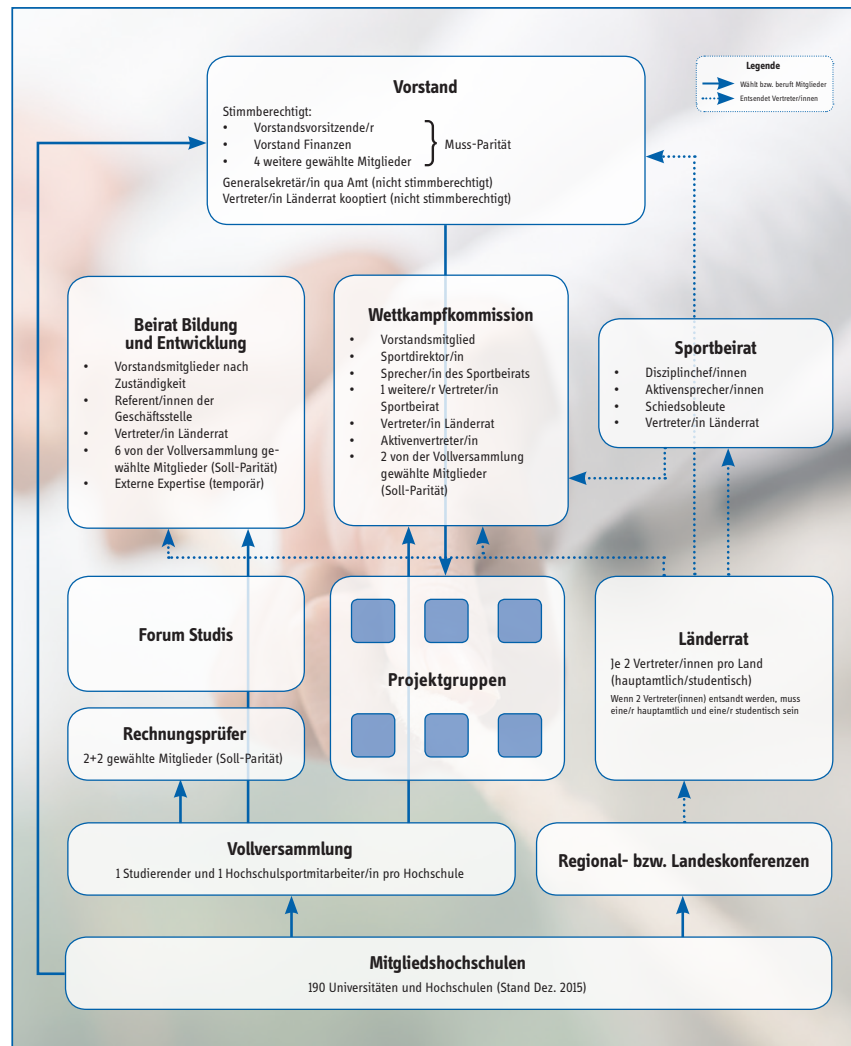 Vorstand
Stimmberechtigt:
• Vorstandsvorsitzende/r
• Vorstand Finanzen
• 4 weitere gewählte Mitglieder
Muss-Parität
Generalsekretär/in qua Amt (nicht stimmberechtigt)
Vertreter/in Länderrat kooptiert (nicht stimmberechtigt)
Legende
Wählt bzw. beruft Mitglieder
Entsendet Vertreter/innen
Beirat Bildung
und Entwicklung
• Vorstandsmitglieder nach
Zuständigkeit
• Referent/innen der
Geschäftsstelle
• Vertreter/in Länderrat
• 6 von der Vollversammlung ge-
wählte Mitglieder (Soll-Parität)
• Externe Expertise (temporär)
Wettkampfkommission
• Vorstandsmitglied
• Sportdirektor/in
• Sprecher/in des Sportbeirats
• 1 weitere/r Vertreter/in
Sportbeirat
• Vertreter/in Länderrat
• Aktivenvertreter/in
• 2 von der Vollversammlung
gewählte Mitglieder
(Soll-Parität)
Sportbeirat
• Disziplinchef/innen
• Aktivensprecher/innen
• Schiedsobleute
• Vertreter/in Länderrat
Forum Studis
Projektgruppen
Länderrat
Je 2 Vertreter/innen pro Land
(hauptamtlich/studentisch)
Wenn 2 Vertreter(innen) entsandt werden, muss
eine/r hauptamtlich und eine/r studentisch sein
Rechnungsprüfer
2+2 gewählte Mitglieder (Soll-Parität)
Vollversammlung
1 Studierender und 1 Hochschulsportmitarbeiter/in pro Hochschule
Regional- bzw. Landeskonferenzen
Mitgliedshochschulen
190 Universitäten und Hochschulen (Stand Dez. 2015)